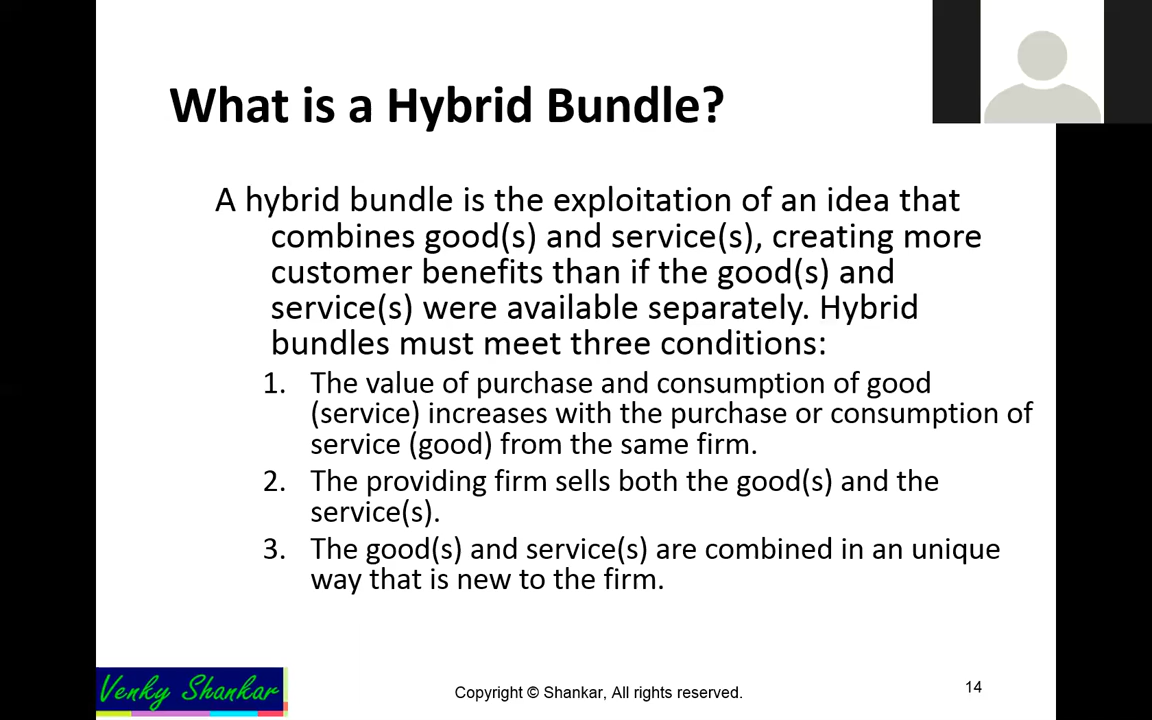 What is a Hybrid Bundle?
A hybrid bundle is the exploitation of an idea that
combines good(s) and service(s), creating more
customer benefits than if the good(s) and
service(s) were available separately. Hybrid
bundles must meet three conditions:
1. The value of purchase and consumption of good
(service) increases with the purchase or consumption of
service (good) from the same firm.
2. The providing firm sells both the good(s) and the
service(s).
3. The good(s) and service(s) are combined in an unique
way that is new to the firm.
Venky Shankar
Copyright © Shankar, All rights reserved.
14